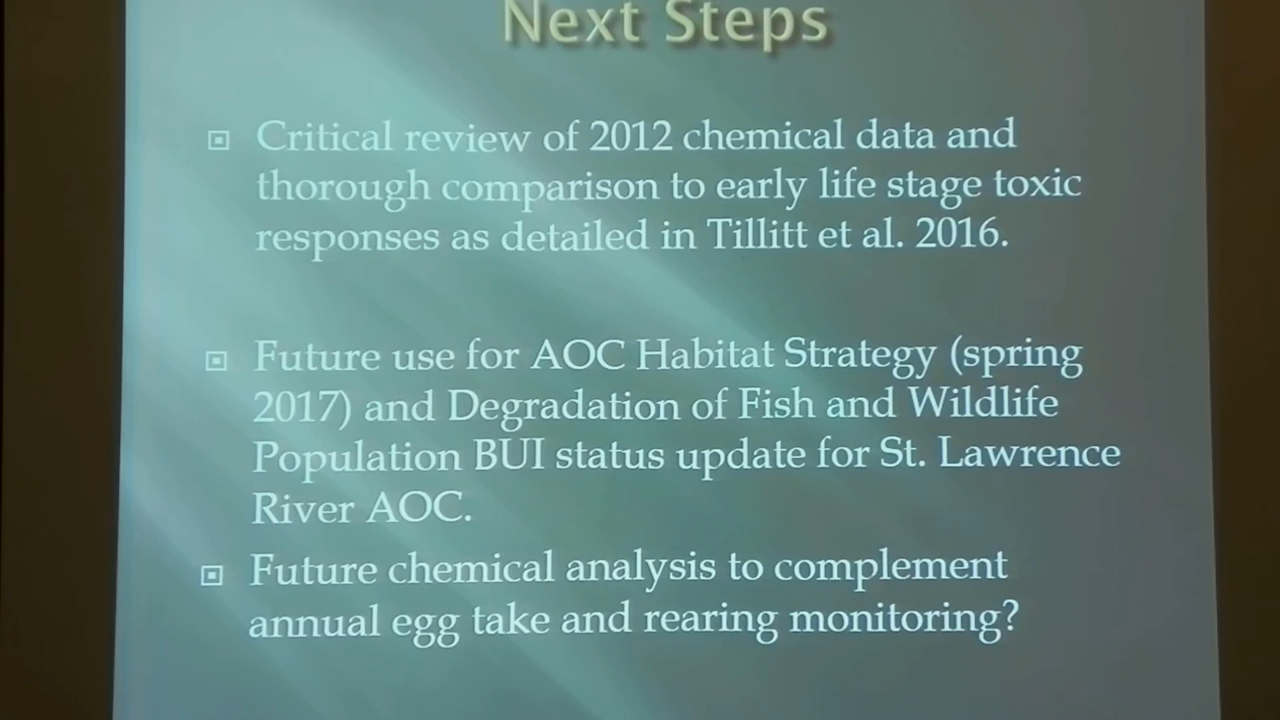 Next Steps
Critical review of 2012 chemical data and
thorough comparison to early life stage toxic
responses as detailed in Tillitt et al. 2016.
Future use for AOC Habitat Strategy (spring
2017) and Degradation of Fish and Wildlife
Population BUI status update for St. Lawrence
River AOC.
Future chemical analysis to complement
annual egg take and rearing monitoring?